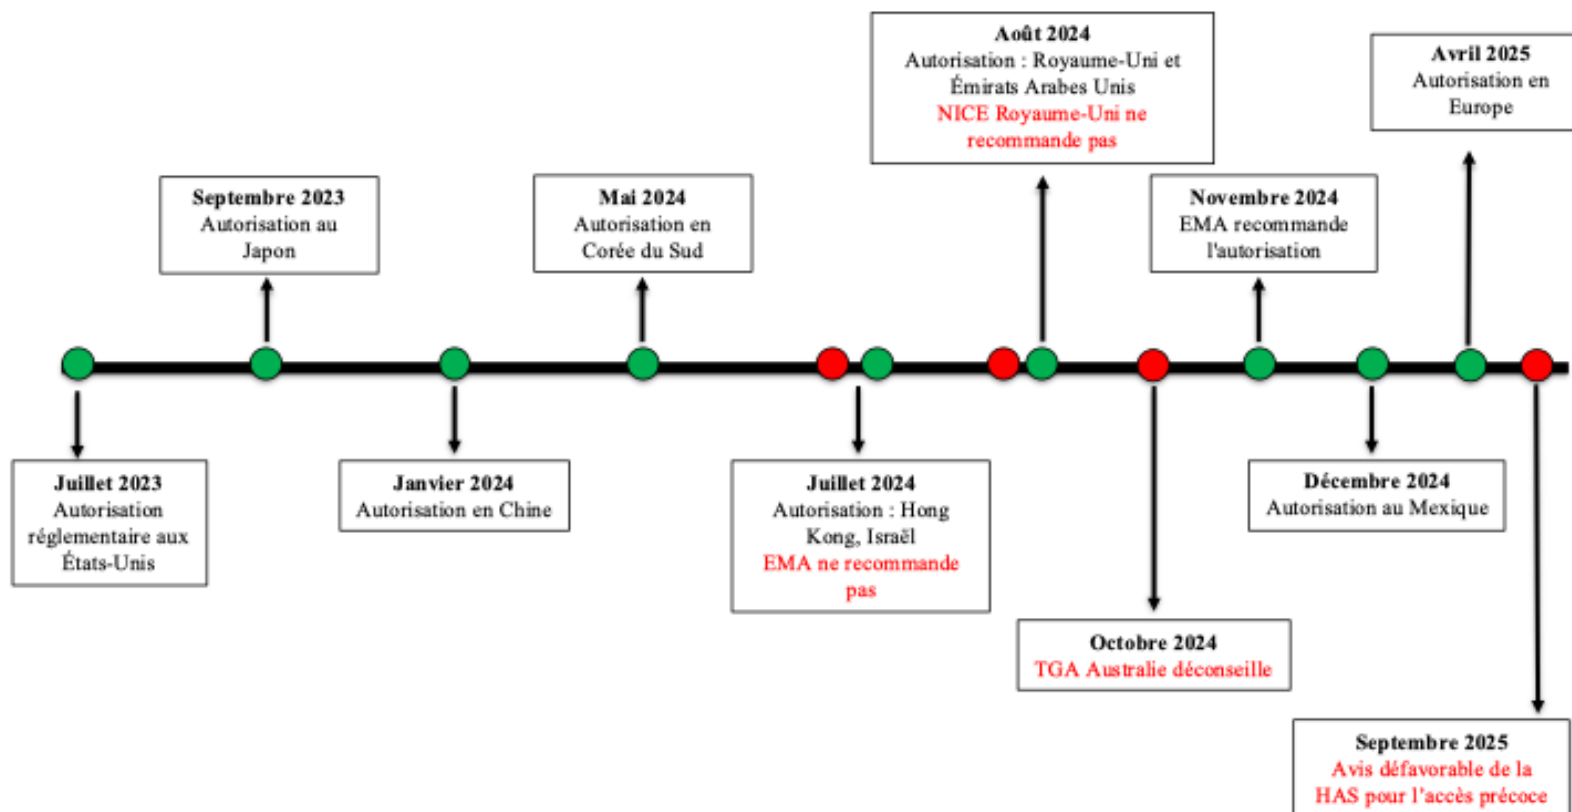 Juillet 2023
Autorisation
réglementaire aux
États-Unis
Septembre 2023
Autorisation au
Japon
Janvier 2024
Autorisation en Chine
Mai 2024
Autorisation en
Corée du Sud
Juillet 2024
Autorisation : Hong
Kong, Israël
EMA ne recommande
pas
Août 2024
Autorisation : Royaume-Uni et
Émirats Arabes Unis
NICE Royaume-Uni ne
recommande pas
Octobre 2024
TGA Australie déconseille
Novembre 2024
EMA recommande
l'autorisation
Décembre 2024
Autorisation au Mexique
Avril 2025
Autorisation en
Europe
Septembre 2025
Avis défavorable de la
HAS pour l’accès précoce